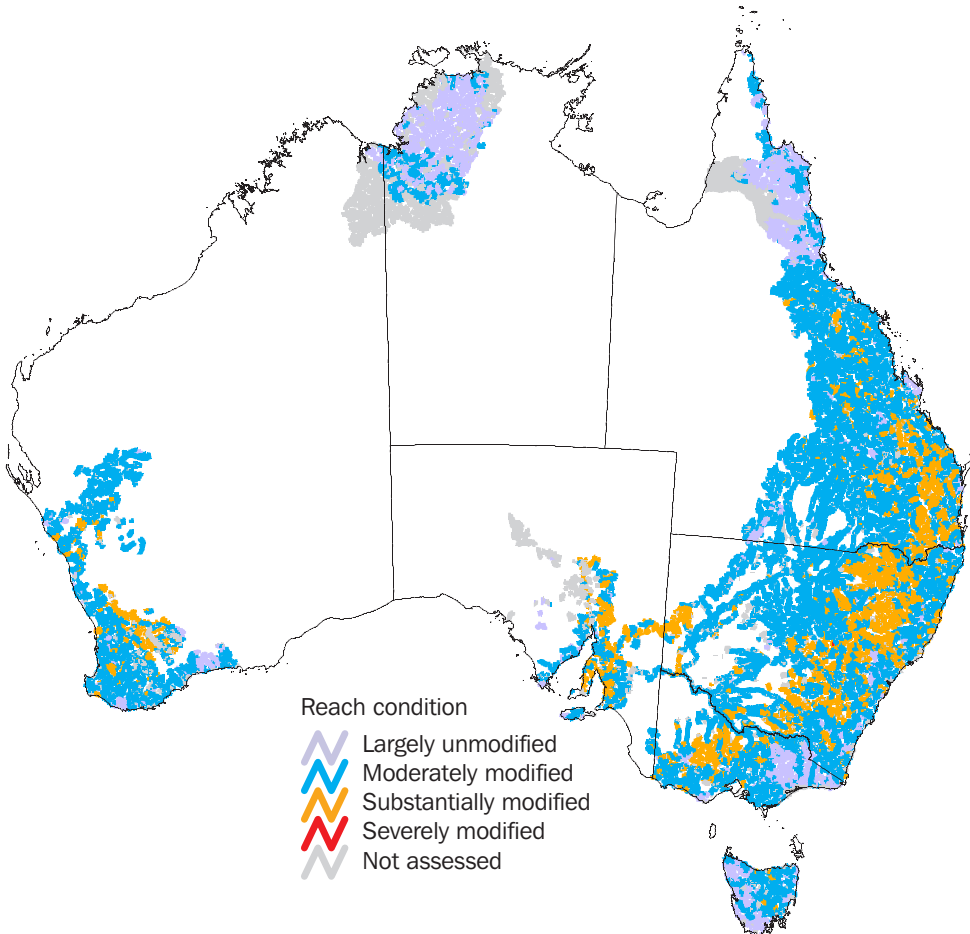 Reach condition
Largely unmodified
Moderately modified
Substantially modified
Severely modified
Not assessed